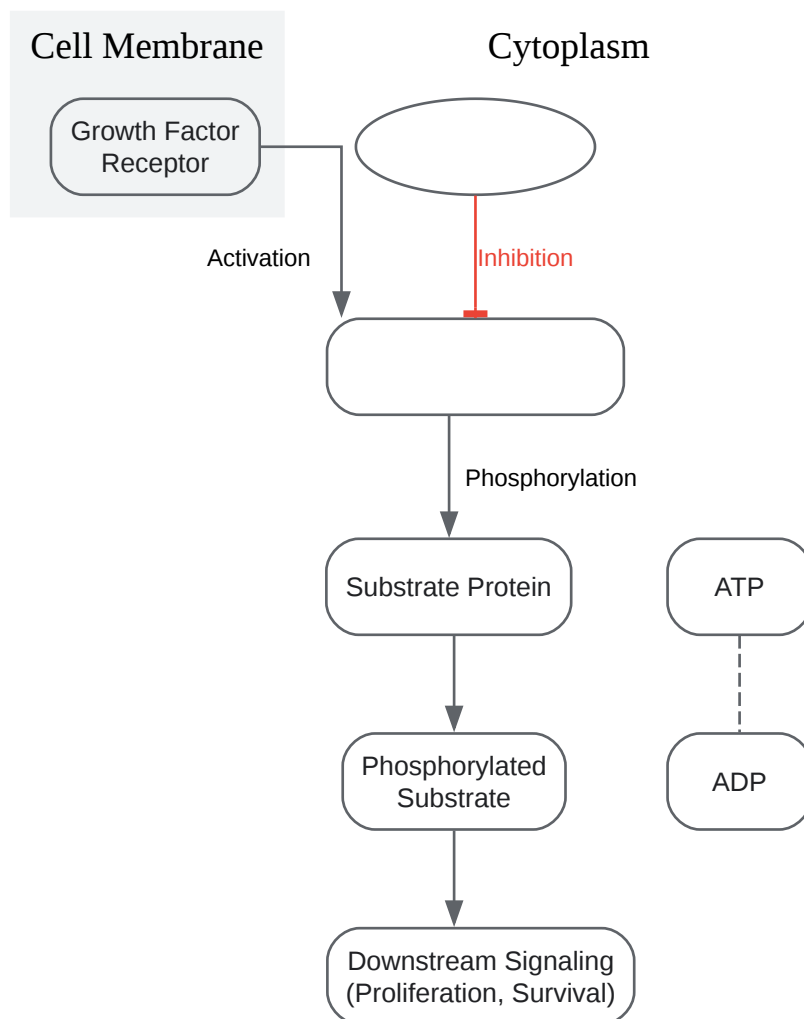 Cell Membrane
Cytoplasm
Growth Factor
Receptor
Activation
Inhibition
Phosphorylation
Substrate Protein
ATP
Phosphorylated
Substrate
ADP
Downstream Signaling
(Proliferation, Survival)